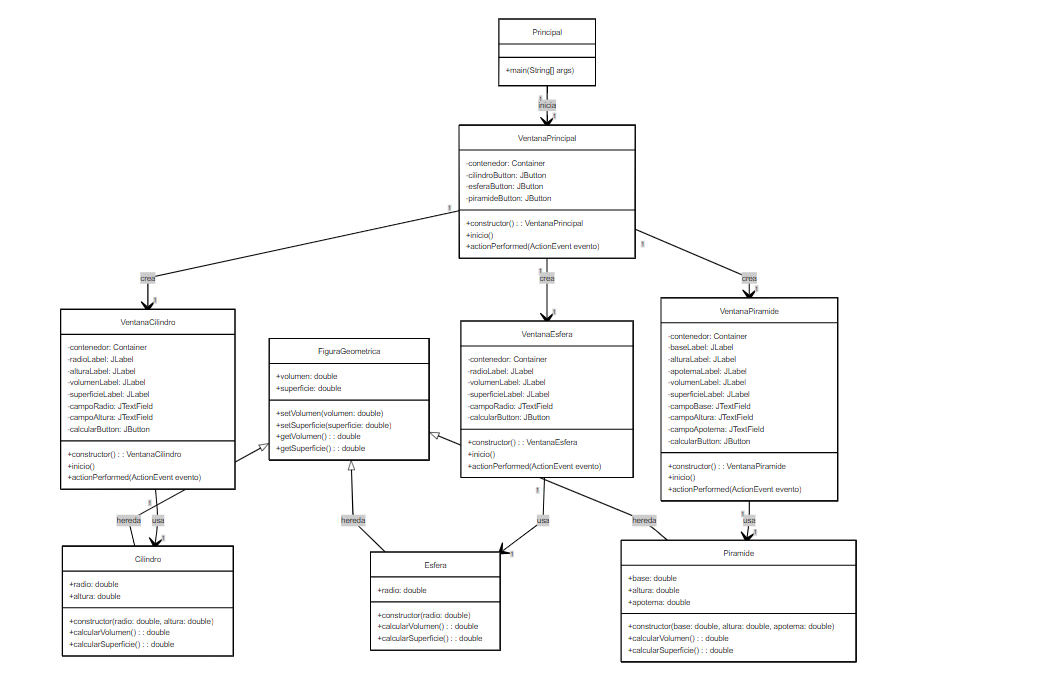 Principal
+main(String[] args)
1
inicia
1
VentanaPrincipal
-contenedor: Container
-cilindroButton: JButton
-esferaButton: JButton
-piramideButton: JButton
+constructor() : : VentanaPrincipal
+inicio()
+actionPerformed(ActionEvent evento)
1
1
1
crea
crea
crea
1
1
1
VentanaCilindro
-contenedor: Container
-radioLabel: JLabel
-alturaLabel: JLabel
-volumenLabel: JLabel
-superficieLabel: JLabel
-campoRadio: JTextField
-campoAltura: JTextField
-calcularButton: JButton
+constructor() : : VentanaCilindro
+inicio()
+actionPerformed(ActionEvent evento)
FiguraGeometrica
+volumen: double
+superficie: double
+setVolumen(volumen: double)
+setSuperficie(superficie: double)
+getVolumen() : : double
+getSuperficie() : : double
VentanaEsfera
-contenedor: Container
-radioLabel: JLabel
-volumenLabel: JLabel
-superficieLabel: JLabel
-campoRadio: JTextField
-calcularButton: JButton
+constructor() : : VentanaEsfera
+inicio()
+actionPerformed(ActionEvent evento)
VentanaPiramide
-contenedor: Container
-baseLabel: JLabel
-alturaLabel: JLabel
-apotemaLabel: JLabel
-volumenLabel: JLabel
-superficieLabel: JLabel
-campoBase: JTextField
-campoAltura: JTextField
-campoApotema: JTextField
-calcularButton: JButton
+constructor() : : VentanaPiramide
+inicio()
+actionPerformed(ActionEvent evento)
1
1
1
hereda
usa
hereda
usa
hereda
usa
1
1
1
Cilindro
+radio: double
+altura: double
+constructor(radio: double, altura: double)
+calcularVolumen() : : double
+calcularSuperficie() : : double
Esfera
+radio: double
+constructor(radio: double)
+calcularVolumen() : : double
+calcularSuperficie() : : double
Piramide
+base: double
+altura: double
+apotema: double
+constructor(base: double, altura: double, apotema: double)
+calcularVolumen() : : double
+calcularSuperficie() : : double